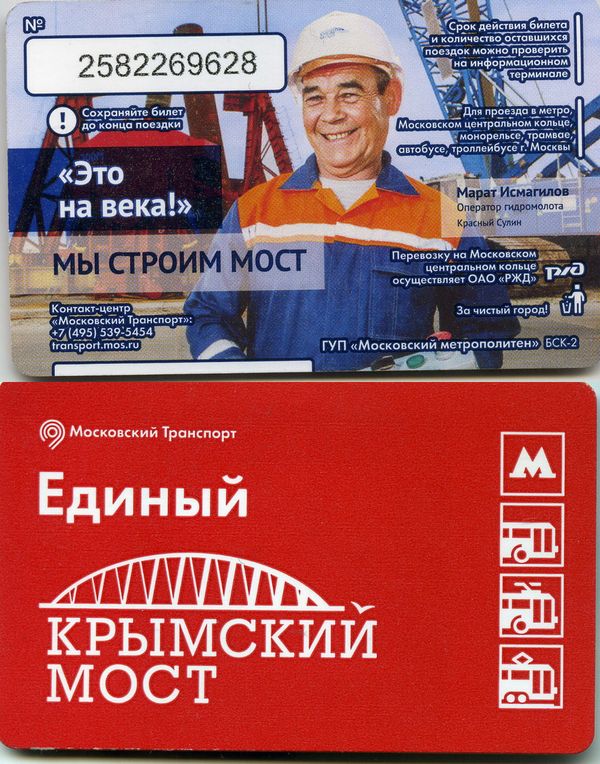 №
2582269628
Срок действия билета
и количество оставшихся
поездок можно проверить
на информационном
терминале
! Сохраняйте билет
до конца поездки
Для проезда в метро,
Московском центральном кольце,
монорельсе, трамвае,
автобусе, троллейбусе г. Москвы
«Это
на века!»
Марат Исмагилов
Оператор гидромолота
Красный Сулин
МЫ СТРОИМ МОСТ
Перевозку на Московском
центральном кольце
осуществляет ОАО «РЖД»
РЖД
Контакт-центр
«Московский Транспорт»:
+7 (495) 539-5454
transport.mos.ru
За чистый город!
ГУП «Московский метрополитен» БСК-2
Московский Транспорт
Единый
М
КРЫМСКИЙ
МОСТ